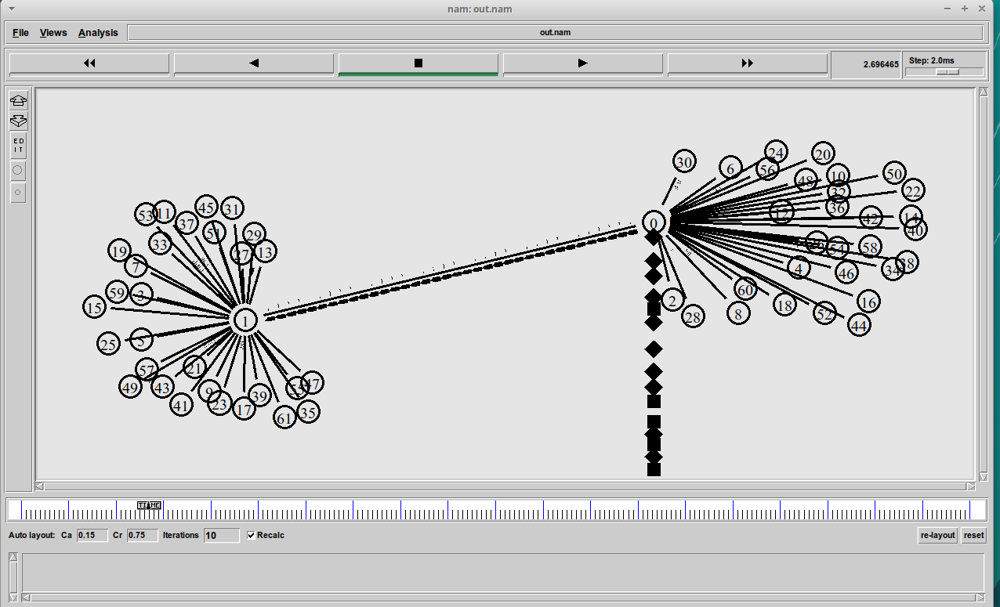 nam: out.nam
File Views Analysis out.nam
2.696465 Step: 2.0ms
ED
IT
24
30 6 56 20
48 10 50
32 22
53 11 45 31 12 36
37 0 42 14
51 29 40
33 27 13
19 54 58
7 4 46 34 38
59 3 60
15 2 18 16
1 28 8 52 44
25 5
57 21
49 43 9 39 47
41 23 17 61 35
TIME
Auto layout: Ca 0.15 Cr 0.75 Iterations 10 Recalc re-layout reset